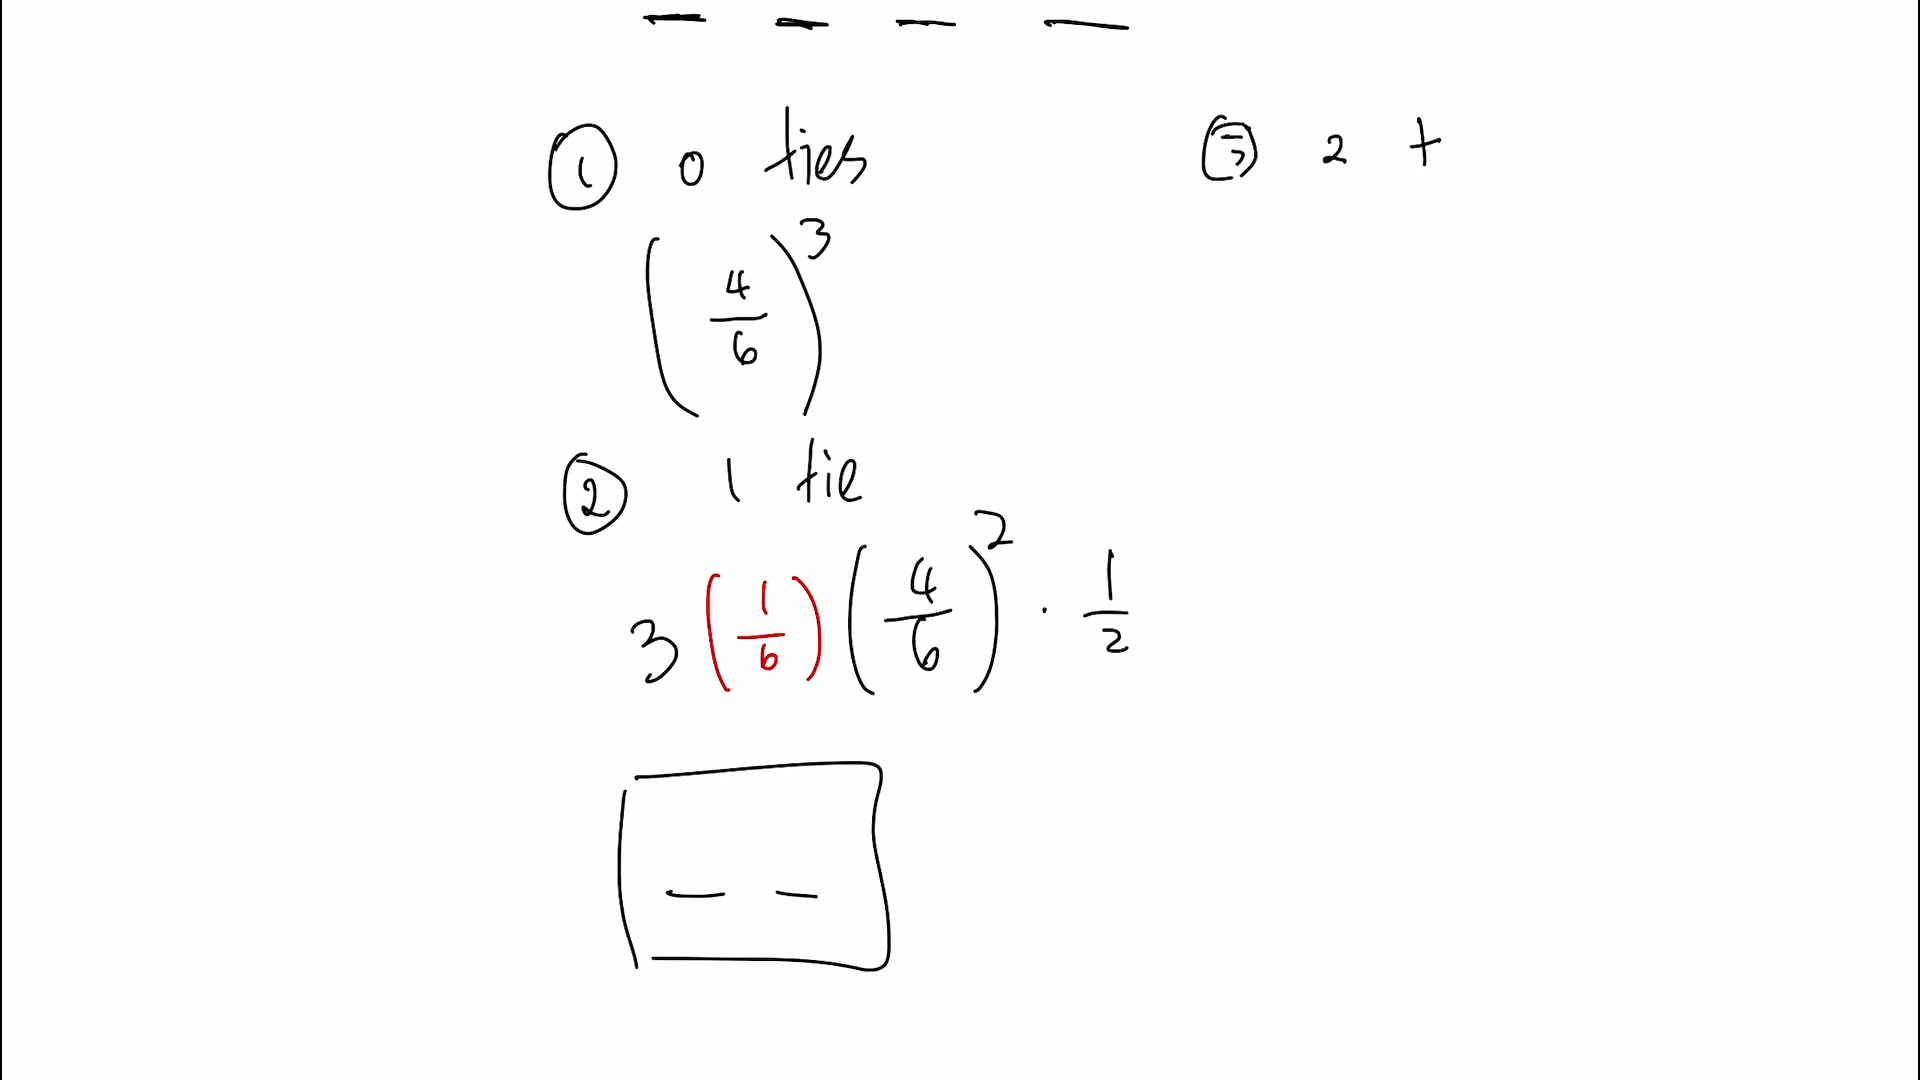 ① 0 ties
(4/6)^3
② 1 tie
3 (1/6) (4/6)^2 · 1/2
③ 2 t